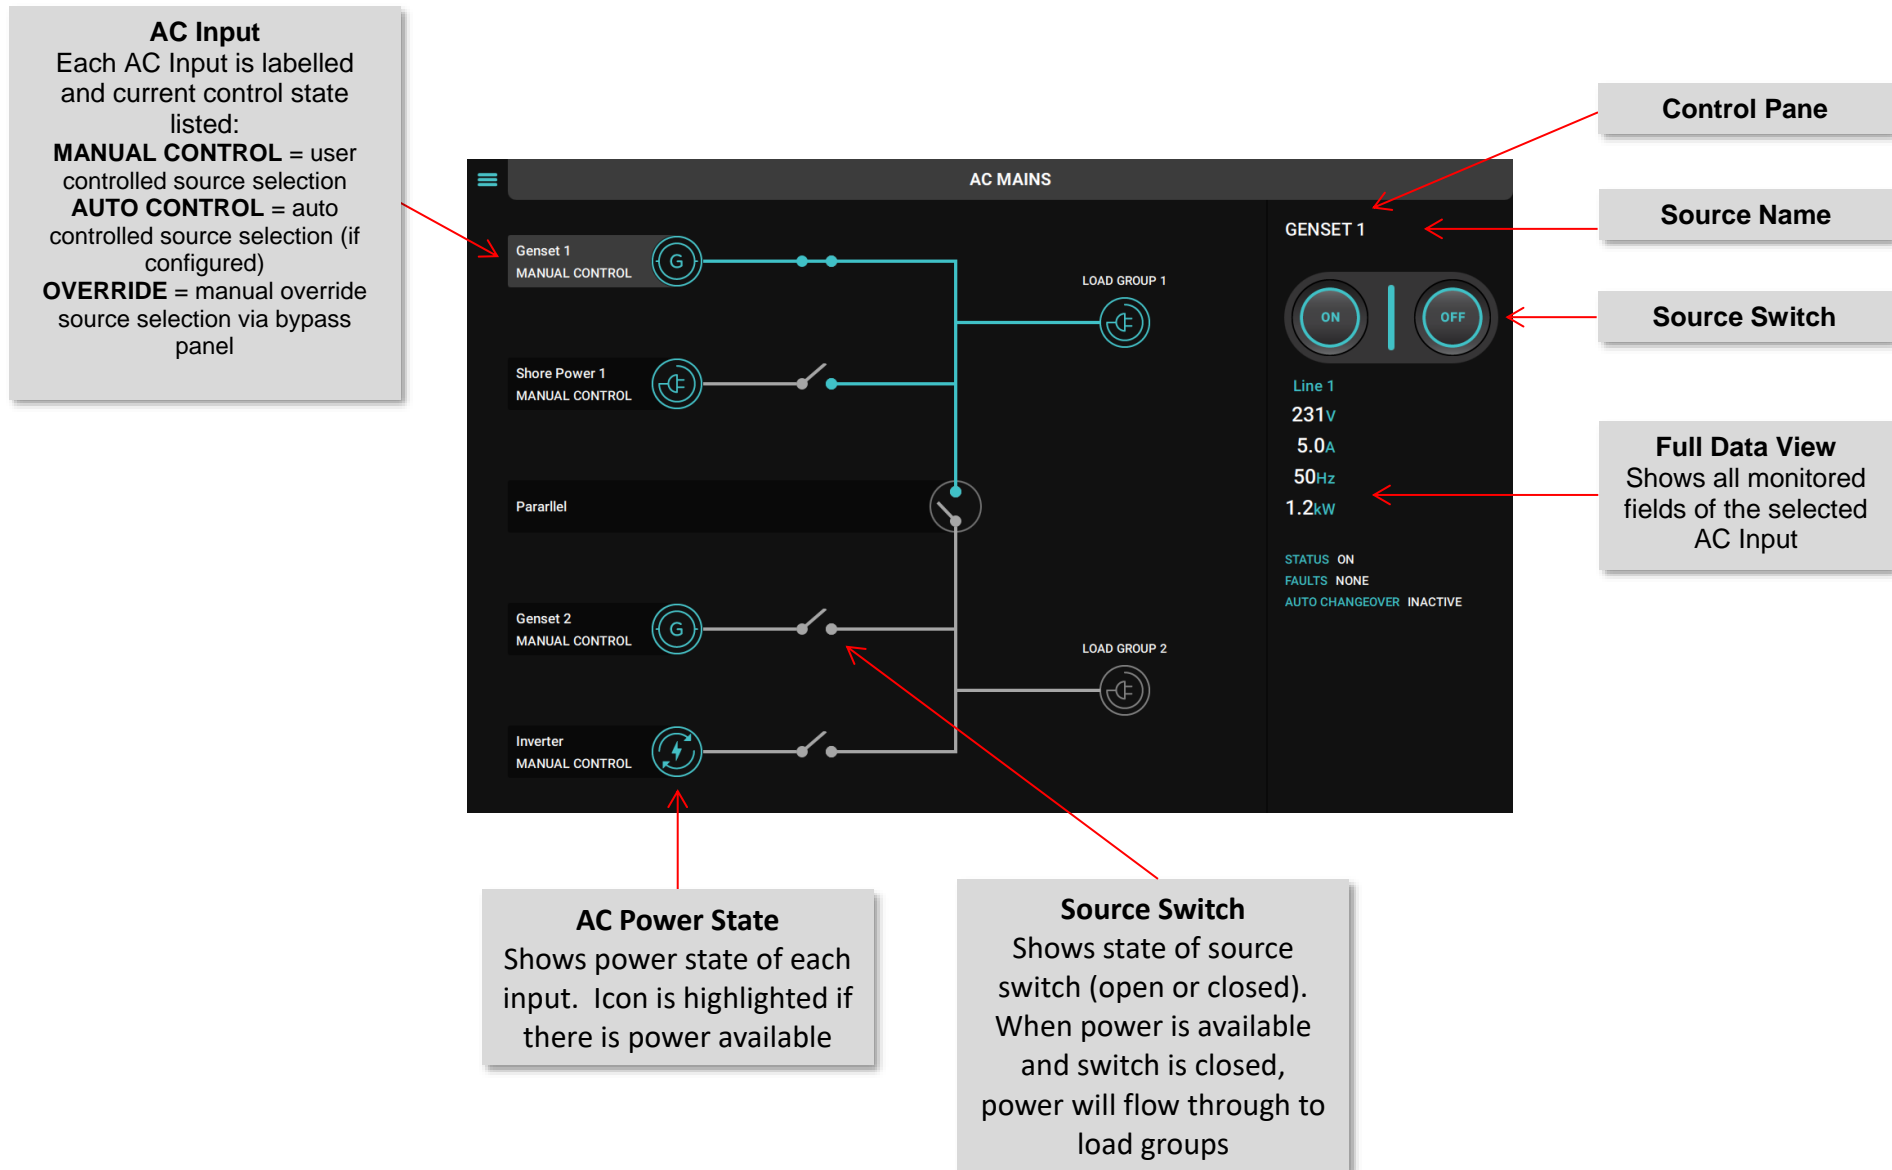 AC Input
Each AC Input is labelled
and current control state
listed:
MANUAL CONTROL = user
controlled source selection
AUTO CONTROL = auto
controlled source selection (if
configured)
OVERRIDE = manual override
source selection via bypass
panel
AC MAINS
Genset 1
MANUAL CONTROL
G
LOAD GROUP 1
Shore Power 1
MANUAL CONTROL
Pararllel
Genset 2
MANUAL CONTROL
G
LOAD GROUP 2
Inverter
MANUAL CONTROL
GENSET 1
ON
OFF
Line 1
231V
5.0A
50Hz
1.2kW
STATUS ON
FAULTS NONE
AUTO CHANGEOVER INACTIVE
Control Pane
Source Name
Source Switch
Full Data View
Shows all monitored
fields of the selected
AC Input
AC Power State
Shows power state of each
input. Icon is highlighted if
there is power available
Source Switch
Shows state of source
switch (open or closed).
When power is available
and switch is closed,
power will flow through to
load groups